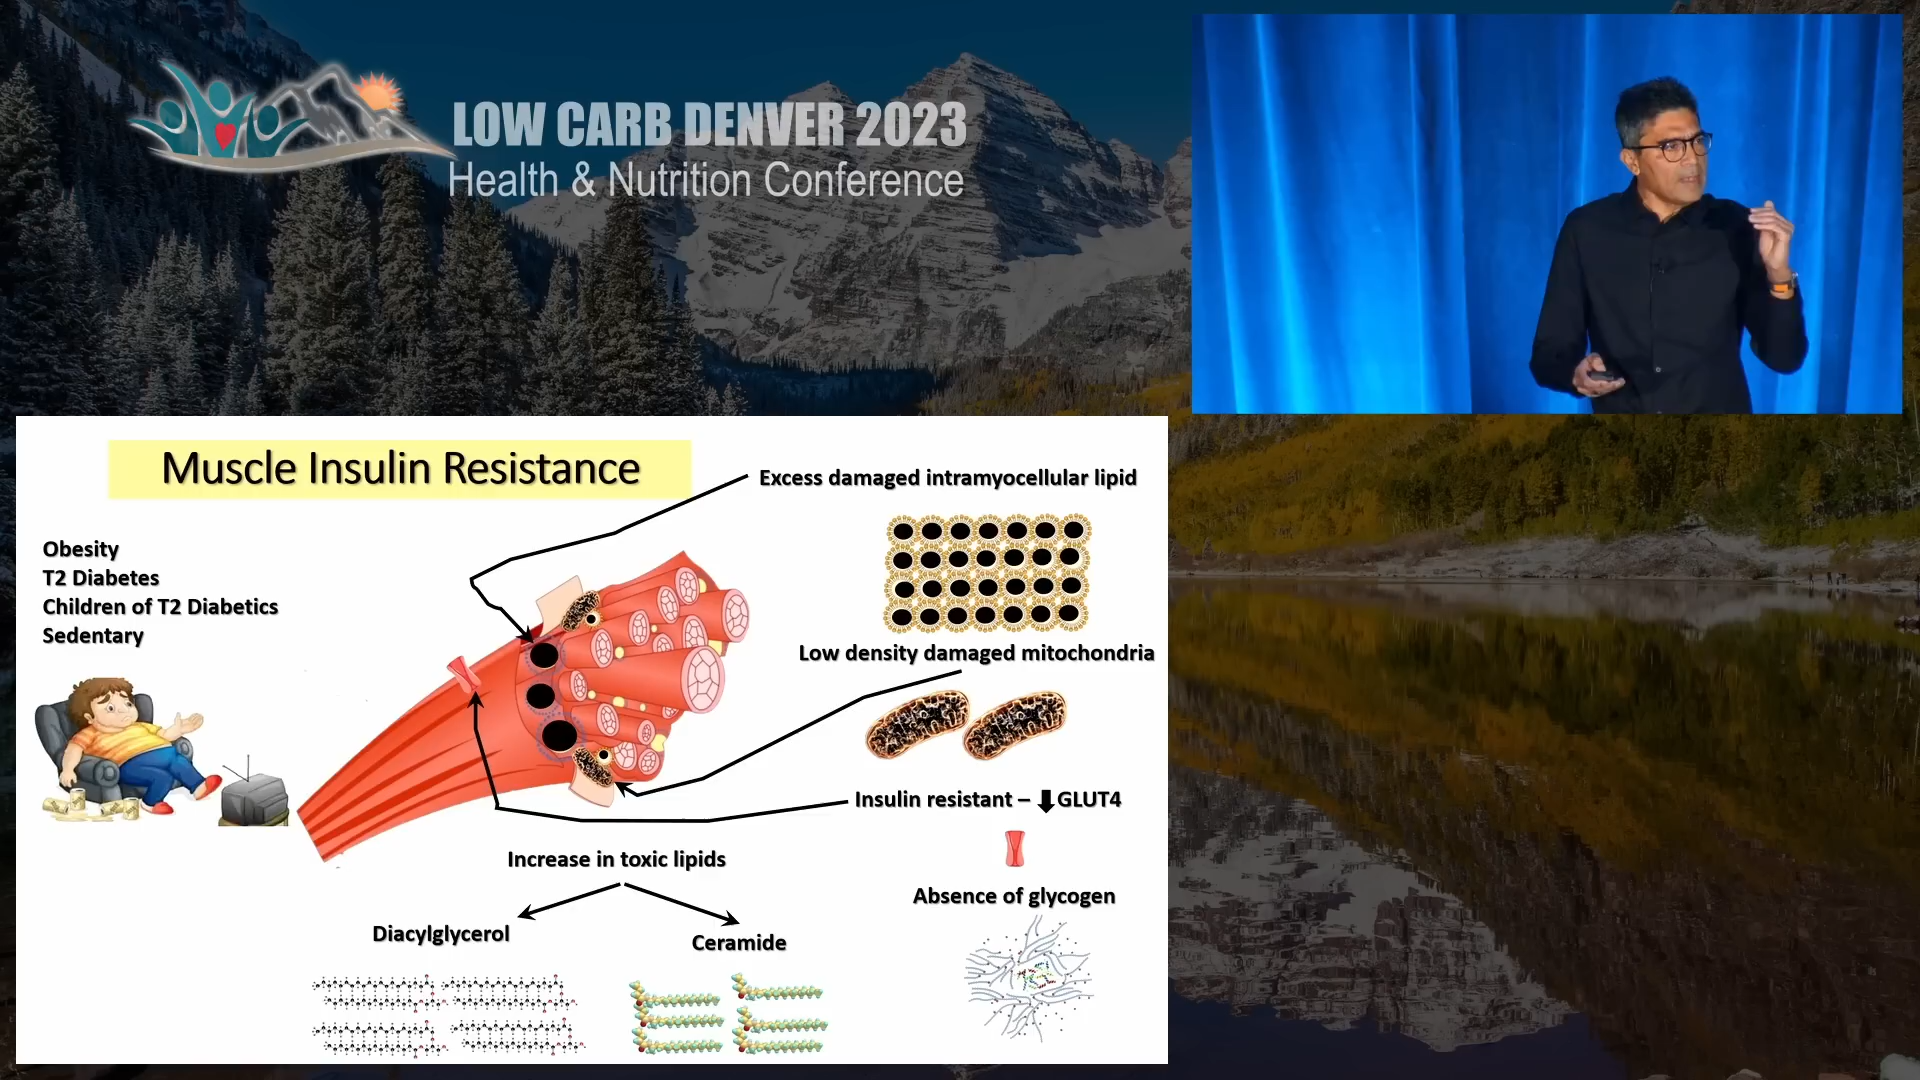 LOW CARB DENVER 2023
Health & Nutrition Conference
Muscle Insulin Resistance
Excess damaged intramyocellular lipid
Obesity
T2 Diabetes
Children of T2 Diabetics
Sedentary
Low density damaged mitochondria
Insulin resistant – GLUT4
Increase in toxic lipids
Absence of glycogen
Diacylglycerol
Ceramide